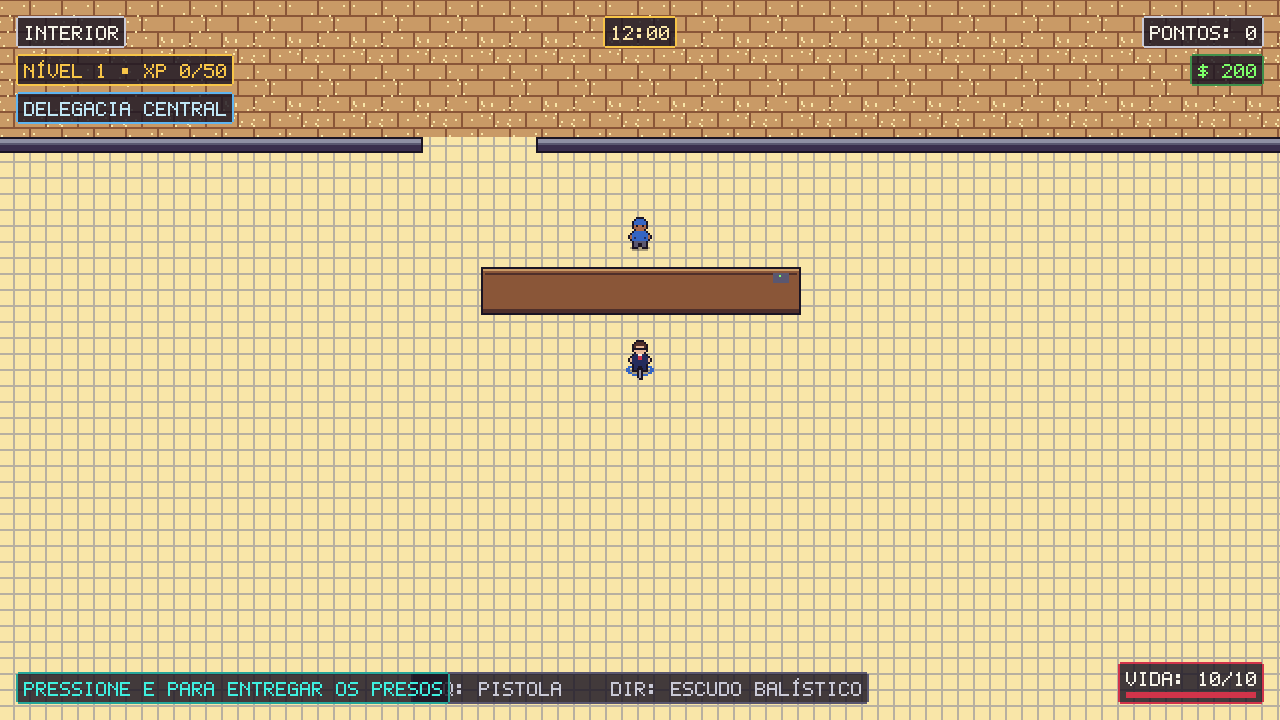 INTERIOR
12:00
PONTOS: 0
NÍVEL 1 ▪ XP 0/50
$ 200
DELEGACIA CENTRAL
PRESSIONE E PARA ENTREGAR OS PRESOS
: PISTOLA
DIR: ESCUDO BALÍSTICO
VIDA: 10/10